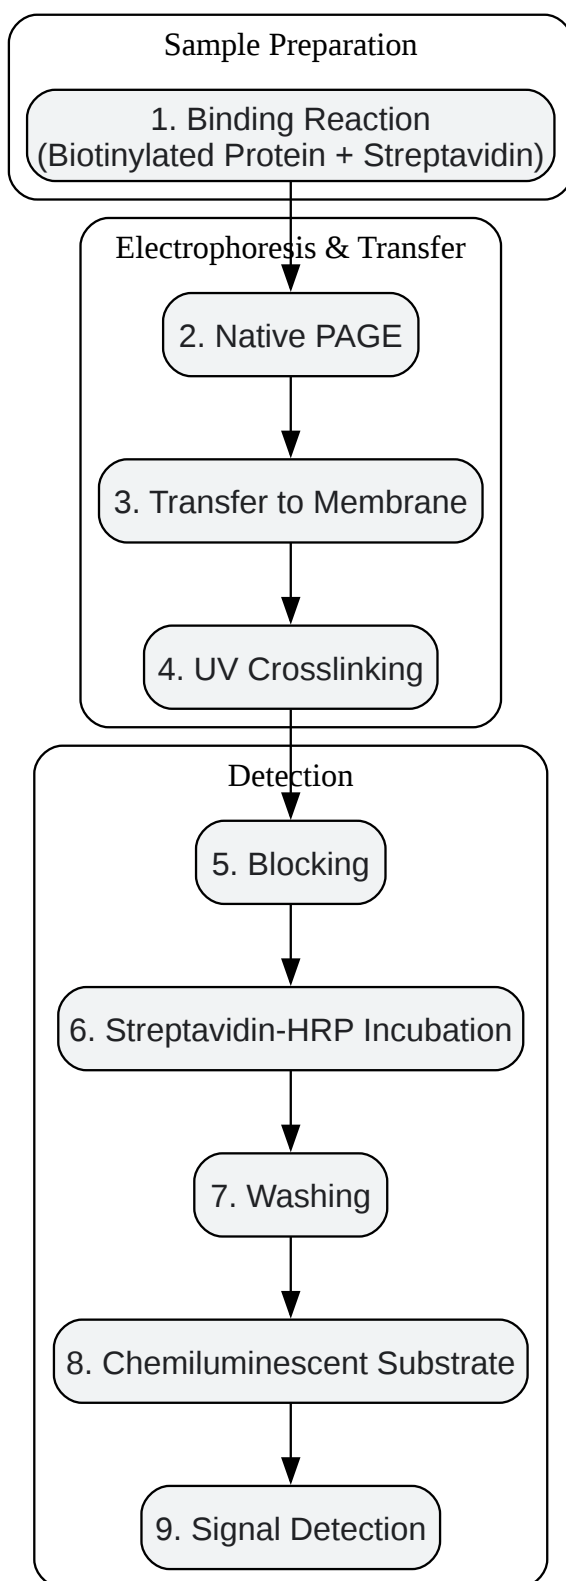 Sample Preparation
1. Binding Reaction
(Biotinylated Protein + Streptavidin)
Electrophoresis & Transfer
2. Native PAGE
3. Transfer to Membrane
4. UV Crosslinking
Detection
5. Blocking
6. Streptavidin-HRP Incubation
7. Washing
8. Chemiluminescent Substrate
9. Signal Detection